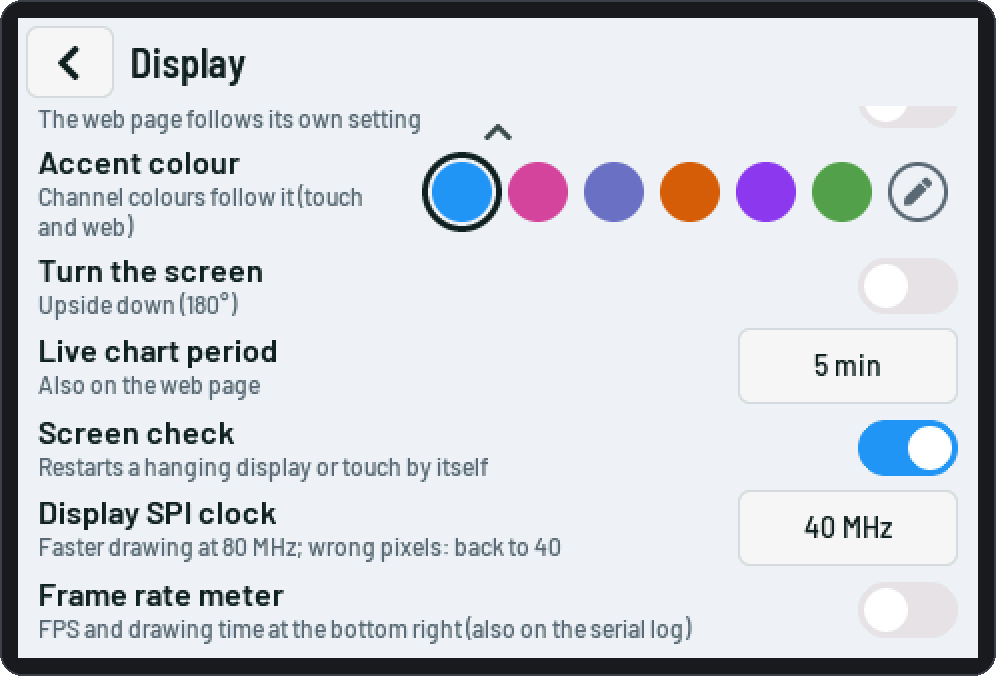 Display
The web page follows its own setting
Accent colour
Channel colours follow it (touch
and web)
Turn the screen
Upside down (180°)
Live chart period
Also on the web page
5 min
Screen check
Restarts a hanging display or touch by itself
Display SPI clock
Faster drawing at 80 MHz; wrong pixels: back to 40
40 MHz
Frame rate meter
FPS and drawing time at the bottom right (also on the serial log)